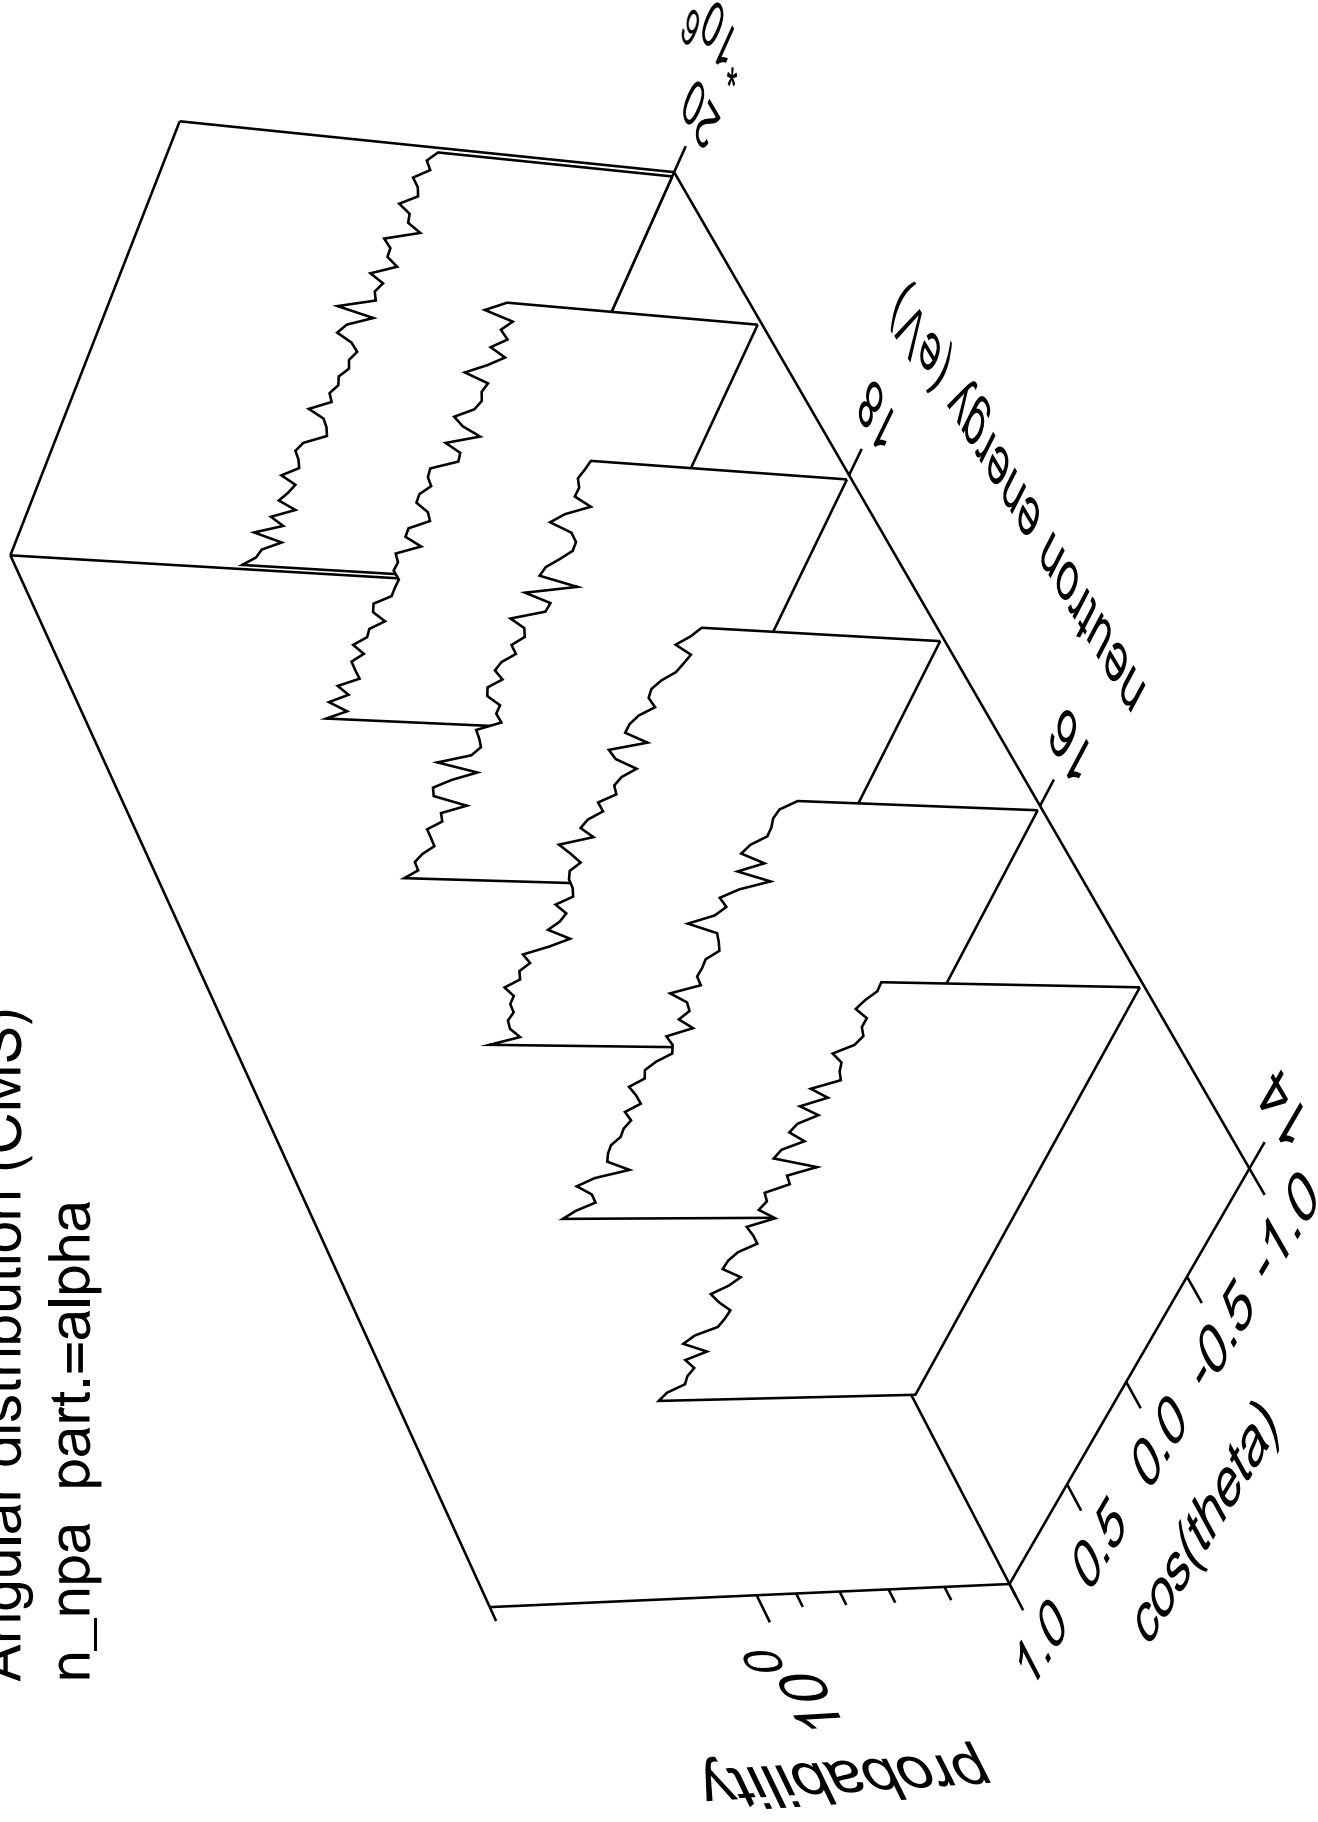 Angular distribution (CMS)
n_npa part.=alpha
probability
10^0
cos(theta)
1.0 0.5 0.0 -0.5 -1.0
neutron energy (eV)
14 16 18 20
*10^6